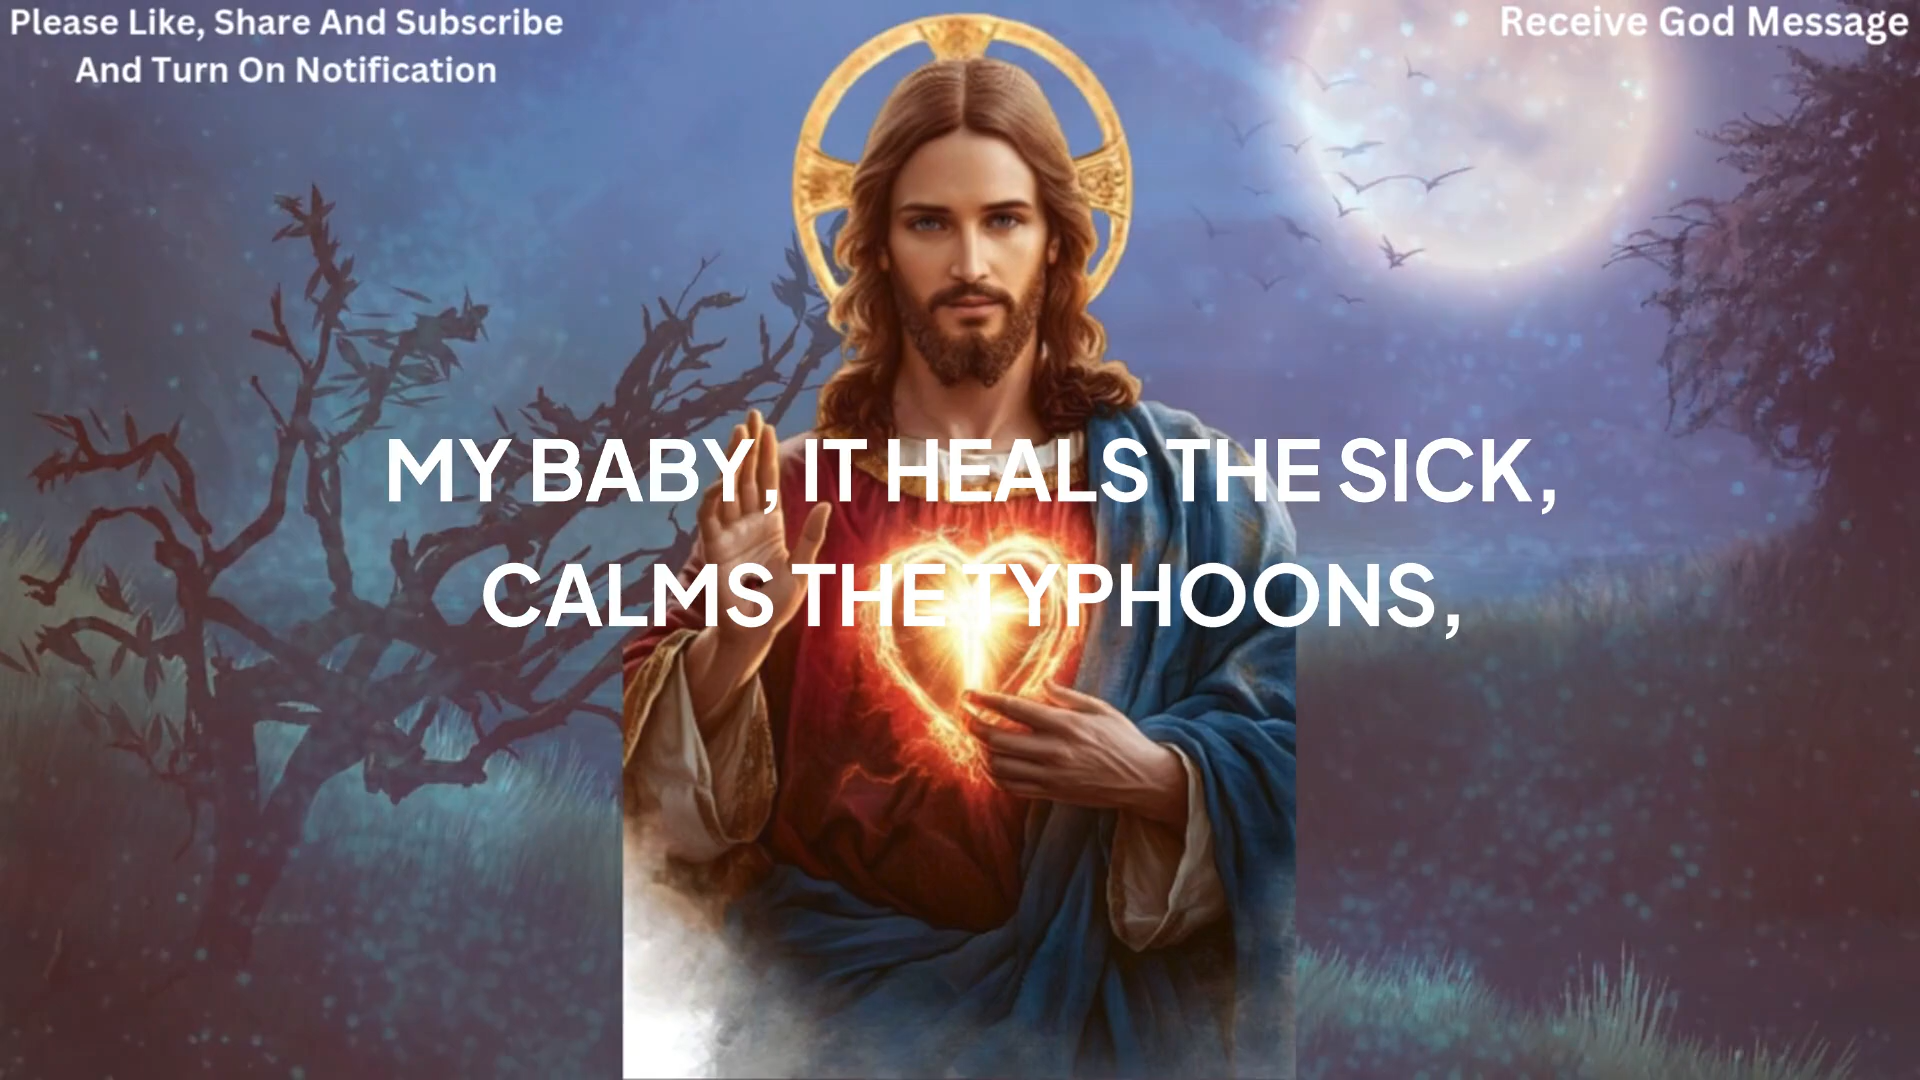 Please Like, Share And Subscribe
And Turn On Notification
Receive God Message
MY BABY, IT HEALS THE SICK,
CALMS THE TYPHOONS,